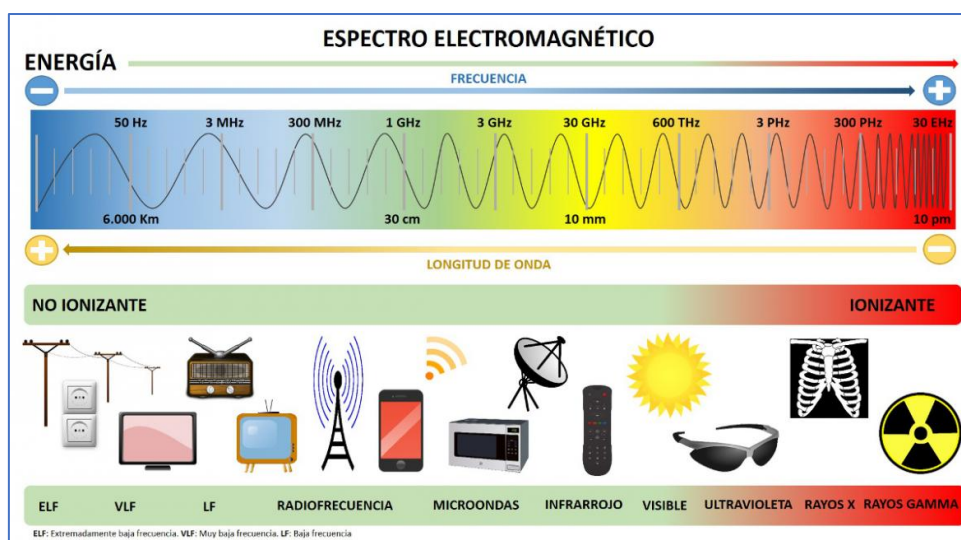 ESPECTRO ELECTROMAGNÉTICO
ENERGÍA
FRECUENCIA
50 Hz 3 MHz 300 MHz 1 GHz 3 GHz 30 GHz 600 THz 3 PHz 300 PHz 30 EHz
6.000 Km 30 cm 10 mm 10 pm
LONGITUD DE ONDA
NO IONIZANTE IONIZANTE
ELF VLF LF RADIOFRECUENCIA MICROONDAS INFRARROJO VISIBLE ULTRAVIOLETA RAYOS X RAYOS GAMMA
ELF: Extremadamente baja frecuencia. VLF: Muy baja frecuencia. LF: Baja frecuencia